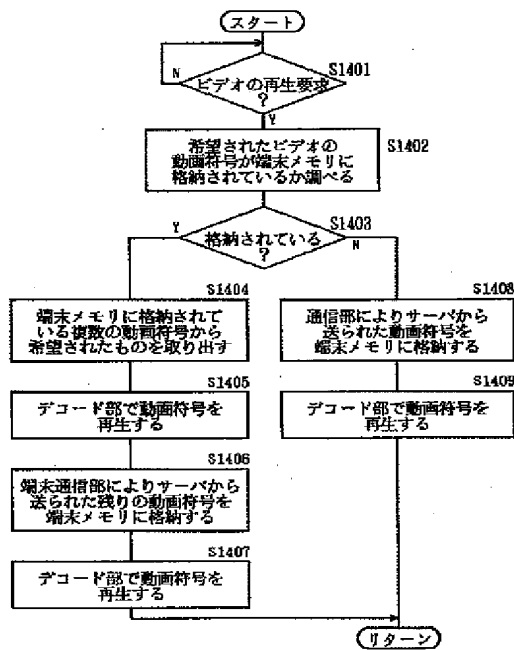 スタート
S1401
N
ビデオの再生要求
?
Y
希望されたビデオの
動画符号が端末メモリに
格納されているか調べる
S1402
S1403
Y
格納されている
?
N
S1404
端末メモリに格納されて
いる複数の動画符号から
希望されたものを取り出す
S1408
通信部によりサーバから
送られた動画符号を
端末メモリに格納する
S1405
デコード部で動画符号を
再生する
S1409
デコード部で動画符号を
再生する
S1406
端末通信部によりサーバから
送られた残りの動画符号を
端末メモリに格納する
S1407
デコード部で動画符号を
再生する
リターン